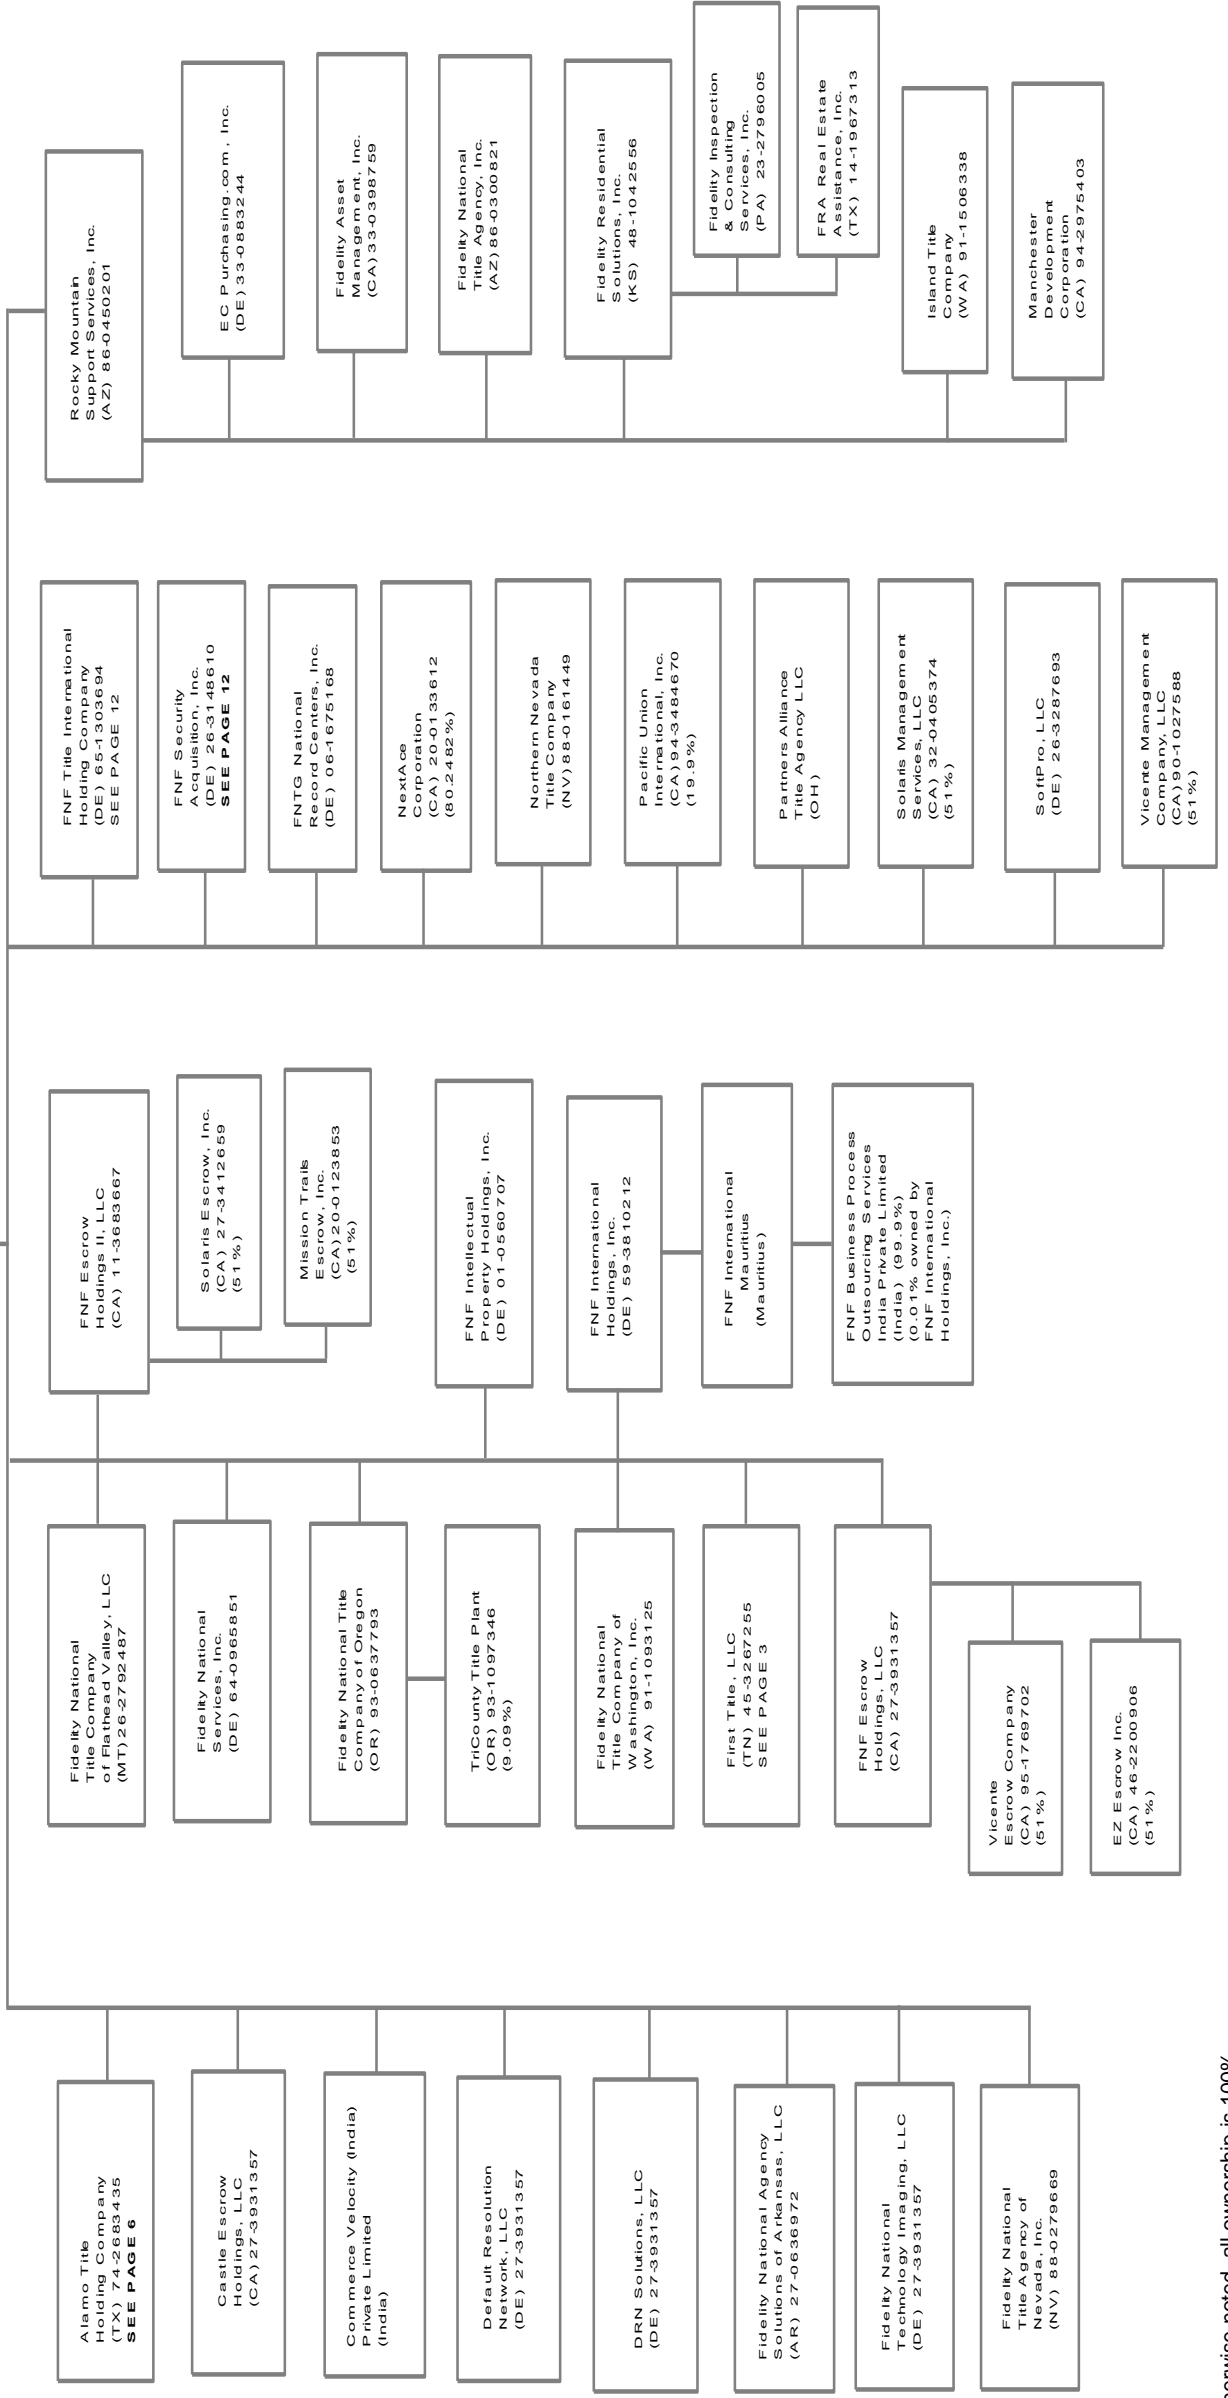 Alamo Title
Holding Company
(TX) 74-2683435
SEE PAGE 6
Castle Escrow
Holdings, LLC
(CA) 27-3931357
Commerce Velocity (India)
Private Limited
(India)
Default Resolution
Network, LLC
(DE) 27-3931357
DRN Solutions, LLC
(DE) 27-3931357
Fidelity National Agency
Solutions of Arkansas, LLC
(AR) 27-0636972
Fidelity National
Technology Imaging, LLC
(DE) 27-3931357
Fidelity National
Title Agency of
Nevada, Inc.
(NV) 88-0279669
Fidelity National
Title Company
of Flathead Valley, LLC
(MT) 26-2792487
Fidelity National
Services, Inc.
(DE) 64-0965851
Fidelity National Title
Company of Oregon
(OR) 93-0637793
TriCounty Title Plant
(OR) 93-1097346
(9.09%)
Fidelity National
Title Company of
Washington, Inc.
(WA) 91-1093125
First Title, LLC
(TN) 45-3267255
SEE PAGE 3
FNF Escrow
Holdings, LLC
(CA) 27-3931357
Vicente
Escrow Company
(CA) 95-1769702
(51%)
EZ Escrow Inc.
(CA) 46-2200906
(51%)
FNF Escrow
Holdings II, LLC
(CA) 11-3683667
Solaris Escrow, Inc.
(CA) 27-3412659
(51%)
Mission Trails
Escrow, Inc.
(CA) 20-0123853
(51%)
FNF Intellectual
Property Holdings, Inc.
(DE) 01-0560707
FNF International
Holdings, Inc.
(DE) 59-3810212
FNF International
Mauritius
(Mauritius)
FNF Business Process
Outsourcing Services
India Private Limited
(India) (99.9%)
(0.01% owned by
FNF International
Holdings, Inc.)
FNF Title International
Holding Company
(DE) 65-1303694
SEE PAGE 12
FNF Security
Acquisition, Inc.
(DE) 26-3148610
SEE PAGE 12
FNTG National
Record Centers, Inc.
(DE) 06-1675168
NextAce
Corporation
(CA) 20-0133612
(80.2482%)
Northern Nevada
Title Company
(NV) 88-0161449
Pacific Union
International, Inc.
(CA) 94-3484670
(19.9%)
Partners Alliance
Title Agency LLC
(OH)
Solaris Management
Services, LLC
(CA) 32-0405374
(51%)
SoftPro, LLC
(DE) 26-3287693
Vicente Management
Company, LLC
(CA) 90-1027588
(51%)
Rocky Mountain
Support Services, Inc.
(AZ) 86-0450201
EC Purchasing.com, Inc.
(DE) 33-0883244
Fidelity Asset
Management, Inc.
(CA) 33-0398759
Fidelity National
Title Agency, Inc.
(AZ) 86-0300821
Fidelity Residential
Solutions, Inc.
(KS) 48-1042556
Fidelity Inspection
& Consulting
Services, Inc.
(PA) 23-2796005
FRA Real Estate
Assistance, Inc.
(TX) 14-1967313
Island Title
Company
(WA) 91-1506338
Manchester
Development
Corporation
(CA) 94-2975403
noted, all ownership is 100%